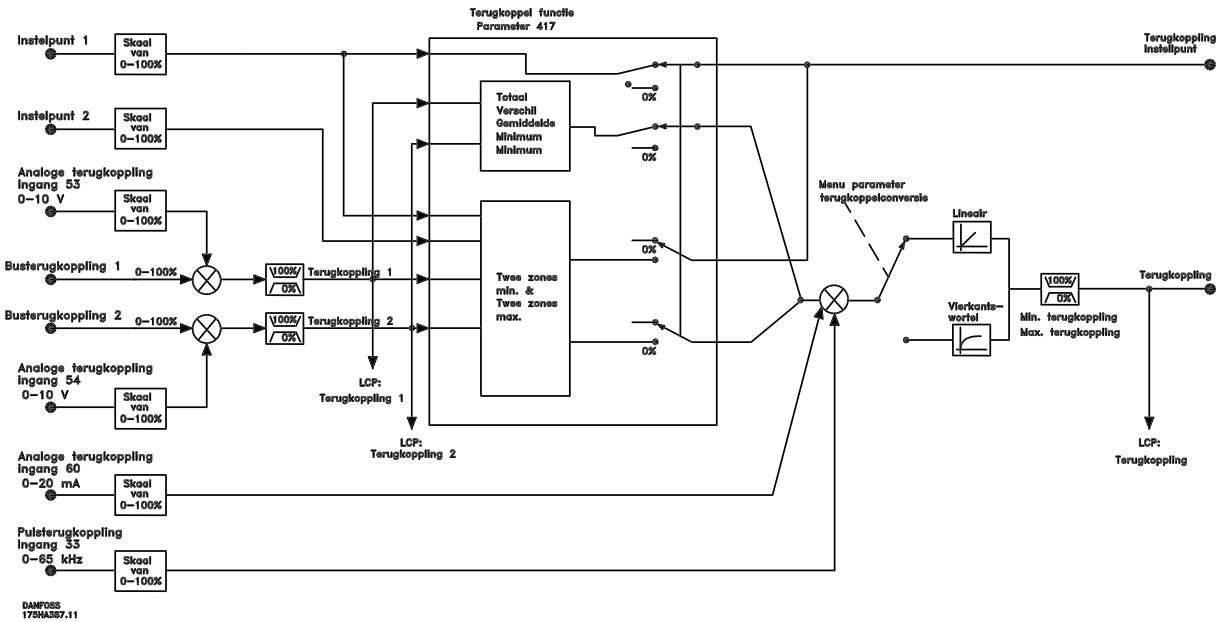 Terugkoppel functie
Parameter 417
Instelpunt 1
Skaal
van
0-100%
Terugkoppling
instellpunt
0%
Totaal
Verschil
Gemiddelde
Minimum
Minimum
0%
Instelpunt 2
Skaal
van
0-100%
Analoge terugkoppling
ingang 53
0-10 V
Skaal
van
0-100%
Menu parameter
terugkoppelconversie
Lineair
0%
Busterugkoppling 1
0-100%
100%
0%
Terugkoppling 1
Twee zones
min. &
Twee zones
max.
100%
0%
Terugkoppling
Min. terugkoppling
Max. terugkoppling
Vierkants-
wortel
Busterugkoppling 2
0-100%
100%
0%
Terugkoppling 2
0%
Analoge terugkoppling
ingang 54
0-10 V
Skaal
van
0-100%
LCP:
Terugkoppling 1
LCP:
Terugkoppling 2
LCP:
Terugkoppling
Analoge terugkoppling
ingang 60
0-20 mA
Skaal
van
0-100%
Pulsterugkoppling
ingang 33
0-65 kHz
Skaal
van
0-100%
DANFOSS
175HA387.11